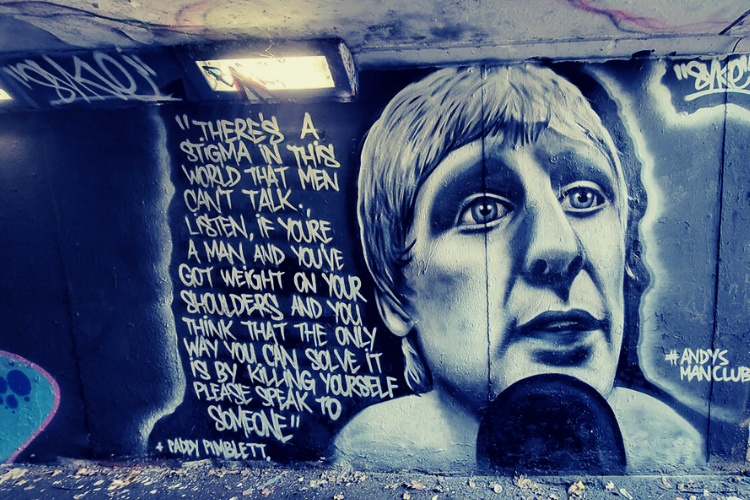 "SYKO"
"SYKO"
"THERE'S A
STIGMA IN THIS
WORLD THAT MEN
CAN'T TALK.
LISTEN, IF YOU'RE
A MAN AND YOU'VE
GOT WEIGHT ON YOUR
SHOULDERS AND YOU
THINK THAT THE ONLY
WAY YOU CAN SOLVE IT
IS BY KILLING YOURSELF
PLEASE SPEAK TO
SOMEONE"
+ PADDY PIMBLETT.
#ANDYS
MANCLUB